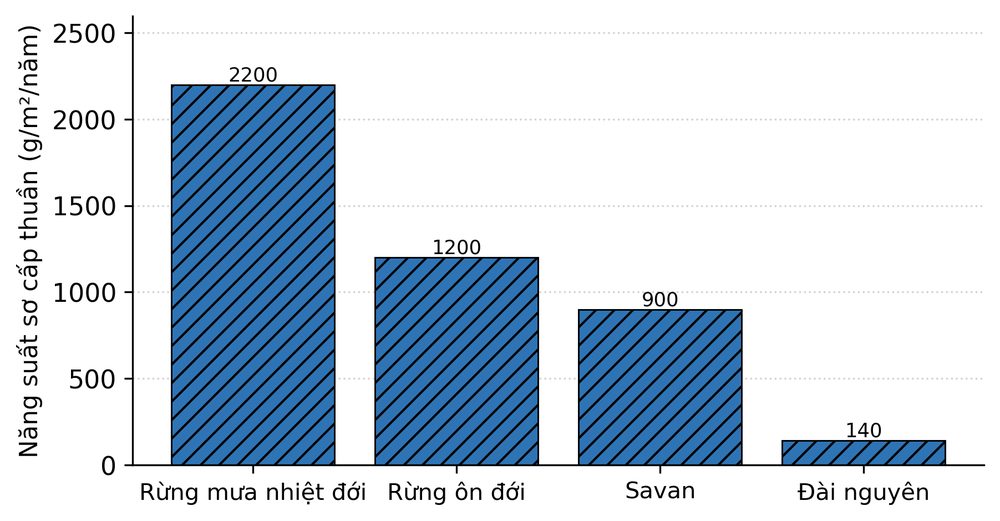 Năng suất sơ cấp thuần (g/m²/năm)
2500
2000
1500
1000
500
0
2200
1200
900
140
Rừng mưa nhiệt đới
Rừng ôn đới
Savan
Đài nguyên